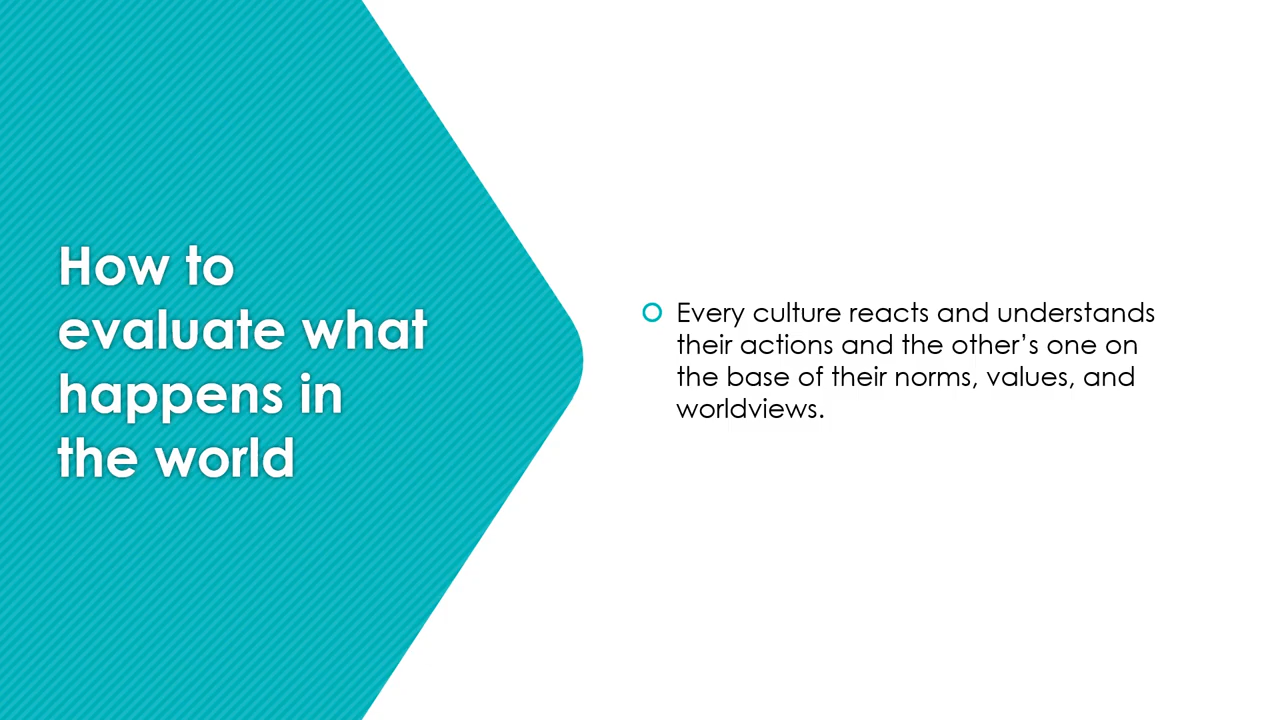 How to
evaluate what
happens in
the world
Every culture reacts and understands
their actions and the other’s one on
the base of their norms, values, and
worldviews.